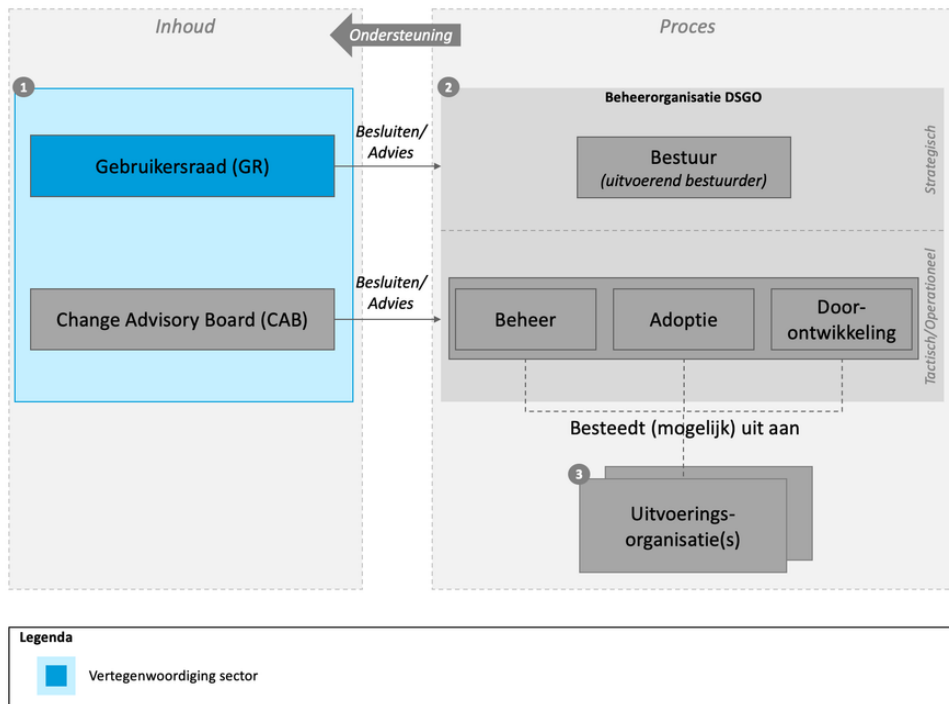 Inhoud
Ondersteuning
Proces
1
2
Beheerorganisatie DSGO
Gebruikersraad (GR)
Besluiten/
Advies
Bestuur
(uitvoerend bestuurder)
Strategisch
Change Advisory Board (CAB)
Besluiten/
Advies
Beheer
Adoptie
Door-
ontwikkeling
Tactisch/Operationeel
Besteedt (mogelijk) uit aan
3
Uitvoerings-
organisatie(s)
Legenda
Vertegenwoordiging sector